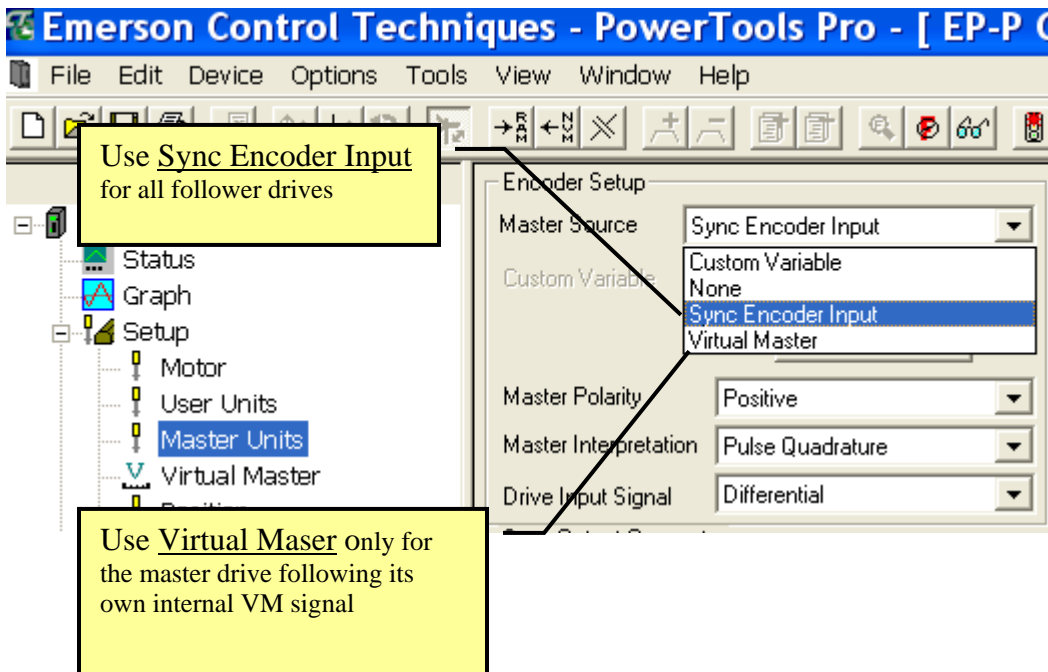 Emerson Control Techniques - PowerTools Pro - [ EP-P
File Edit Device Options Tools View Window Help
Use Sync Encoder Input
for all follower drives
Status
Graph
Setup
Motor
User Units
Master Units
Virtual Master
Encoder Setup
Master Source
Sync Encoder Input
Custom Variable
Custom Variable
None
Sync Encoder Input
Virtual Master
Master Polarity
Positive
Master Interpretation
Pulse Quadrature
Drive Input Signal
Differential
Use Virtual Maser only for
the master drive following its
own internal VM signal